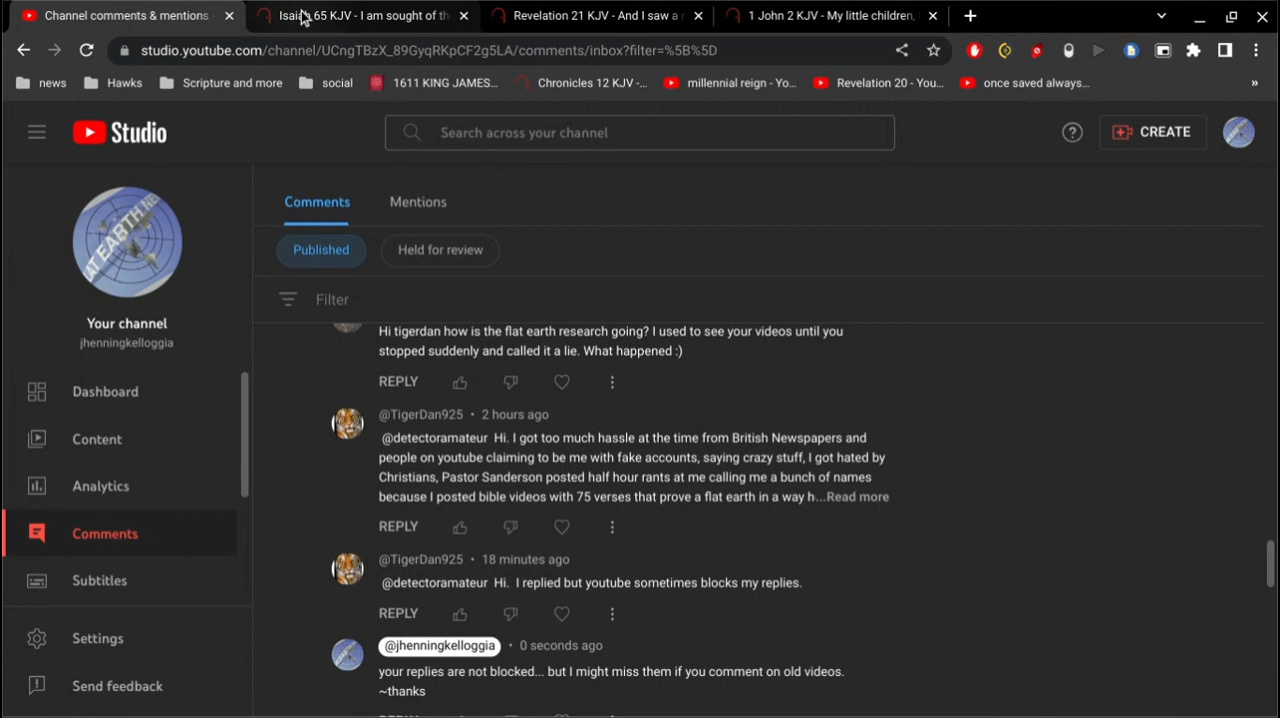 Channel comments & mentions -
Isaiah 65 KJV - I am sought of th
Revelation 21 KJV - And I saw a
1 John 2 KJV - My little children,
studio.youtube.com/channel/UCngTBzX_89GyqRKpCF2g5LA/comments/inbox?filter=%5B%5D
news
Hawks
Scripture and more
social
1611 KING JAMES...
Chronicles 12 KJV -...
millennial reign - Yo...
Revelation 20 - You...
once saved always...
»
Studio
Search across your channel
CREATE
Comments
Mentions
Published
Held for review
Filter
Your channel
jhenningkelloggia
Dashboard
Content
Analytics
Comments
Subtitles
Settings
Send feedback
Hi tigerdan how is the flat earth research going? I used to see your videos until you
stopped suddenly and called it a lie. What happened :)
REPLY
@TigerDan925 • 2 hours ago
@detectoramateur Hi. I got too much hassle at the time from British Newspapers and
people on youtube claiming to be me with fake accounts, saying crazy stuff, I got hated by
Christians, Pastor Sanderson posted half hour rants at me calling me a bunch of names
because I posted bible videos with 75 verses that prove a flat earth in a way h...Read more
REPLY
@TigerDan925 • 18 minutes ago
@detectoramateur Hi. I replied but youtube sometimes blocks my replies.
REPLY
@jhenningkelloggia • 0 seconds ago
your replies are not blocked... but I might miss them if you comment on old videos.
~thanks